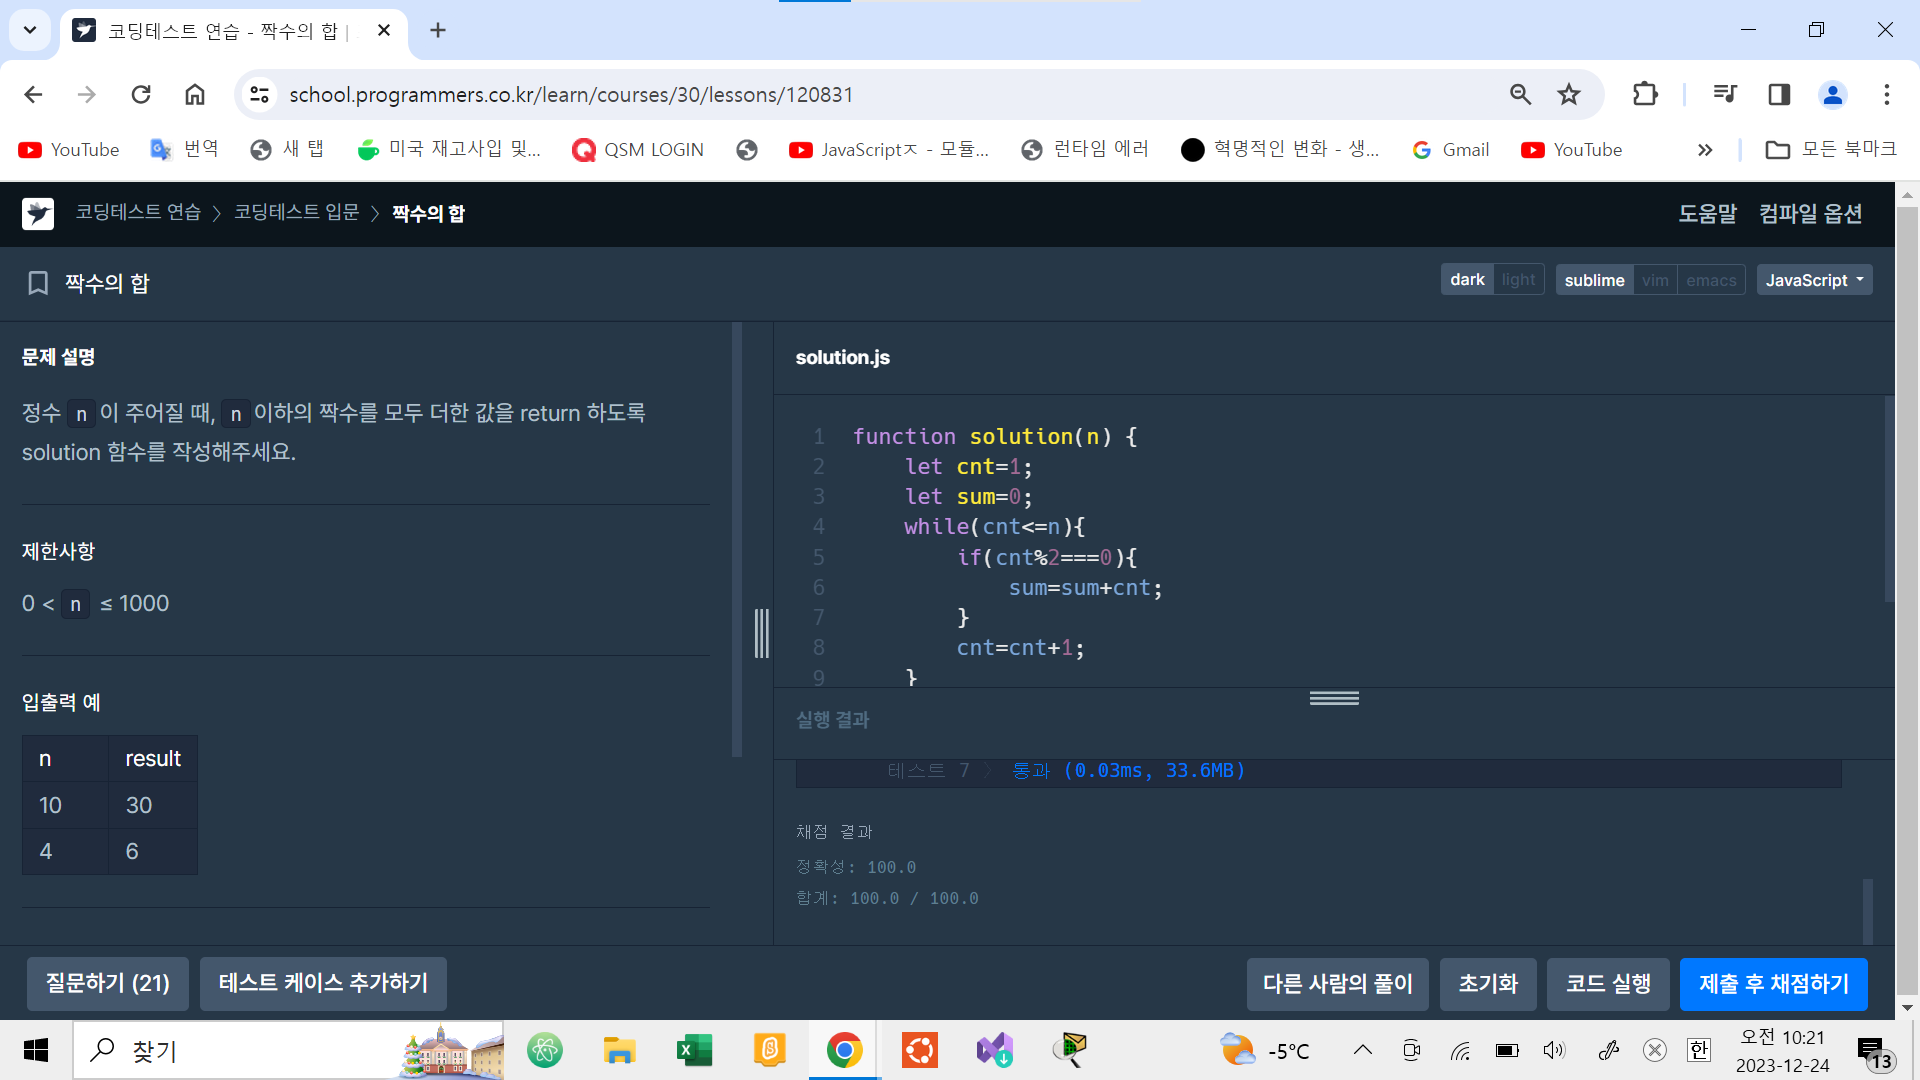 코딩테스트 연습 - 짝수의 합 |
school.programmers.co.kr/learn/courses/30/lessons/120831
YouTube
번역
새 탭
미국 재고사입 및...
QSM LOGIN
JavaScriptㅈ - 모듈...
런타임 에러
혁명적인 변화 - 생...
Gmail
YouTube
모든 북마크
코딩테스트 연습 > 코딩테스트 입문 > 짝수의 합
도움말 컴파일 옵션
짝수의 합
dark light sublime vim emacs JavaScript
문제 설명
정수 n 이 주어질 때, n 이하의 짝수를 모두 더한 값을 return 하도록
solution 함수를 작성해주세요.
제한사항
0 < n ≤ 1000
입출력 예
n result
10 30
4 6
solution.js
1 function solution(n) {
2 let cnt=1;
3 let sum=0;
4 while(cnt<=n){
5 if(cnt%2===0){
6 sum=sum+cnt;
7 }
8 cnt=cnt+1;
9 }
실행 결과
테스트 7 > 통과 (0.03ms, 33.6MB)
채점 결과
정확성: 100.0
합계: 100.0 / 100.0
질문하기 (21) 테스트 케이스 추가하기
다른 사람의 풀이 초기화 코드 실행 제출 후 채점하기
찾기
-5°C
한
오전 10:21
2023-12-24
13